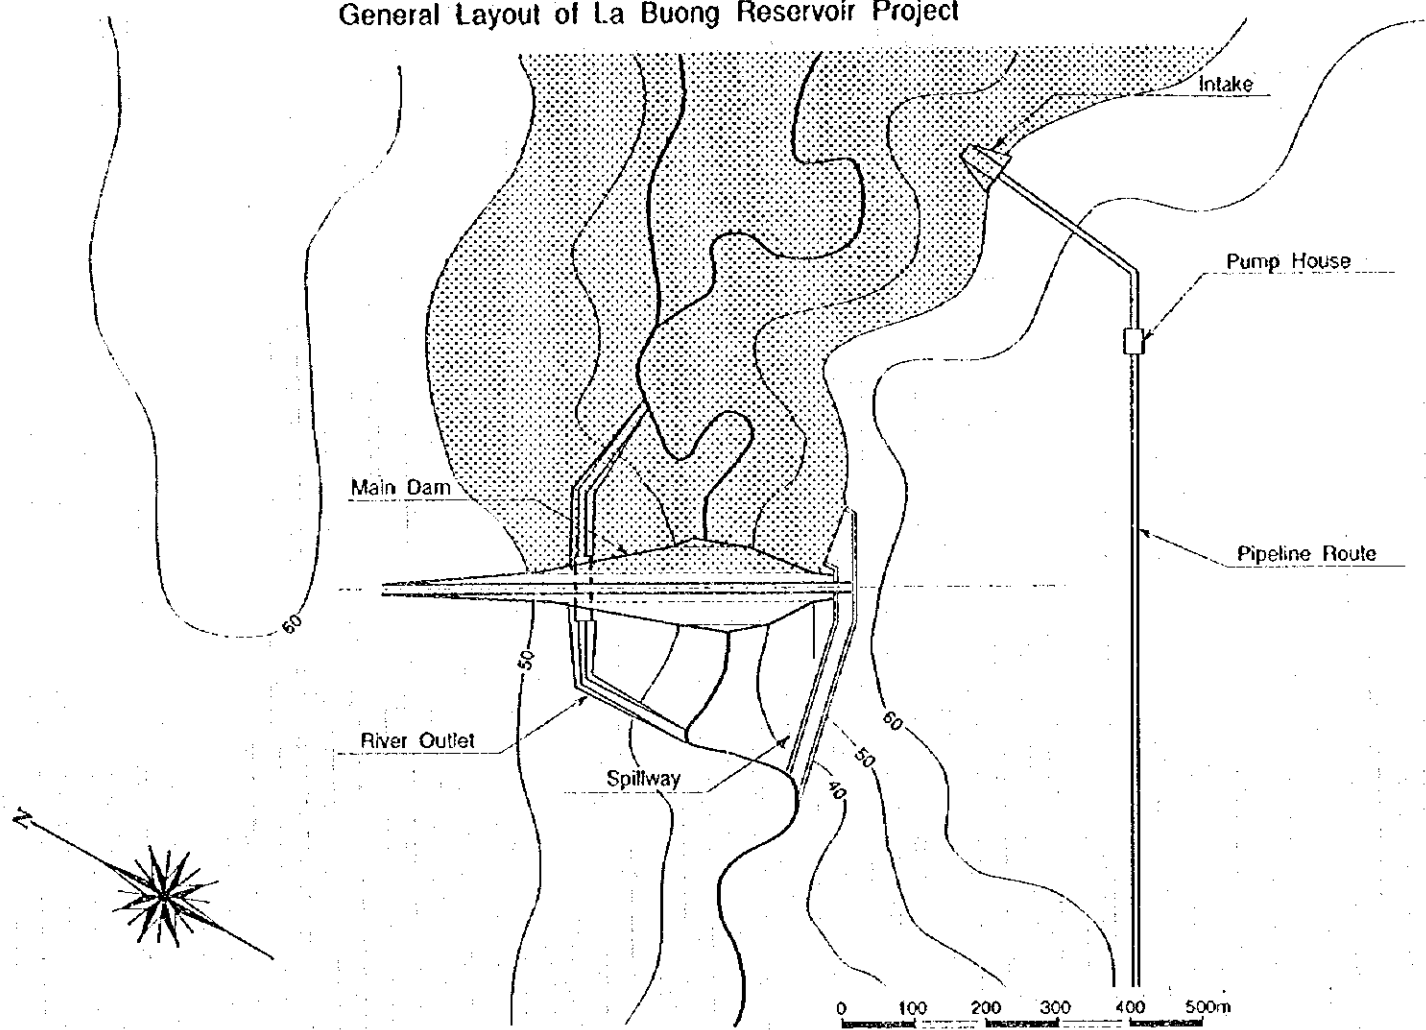 General Layout of La Buong Reservoir Project
Intake
Pump House
Main Dam
Pipeline Route
60
50
60
River Outlet
50
Spillway
40
N
0 100 200 300 400 500m